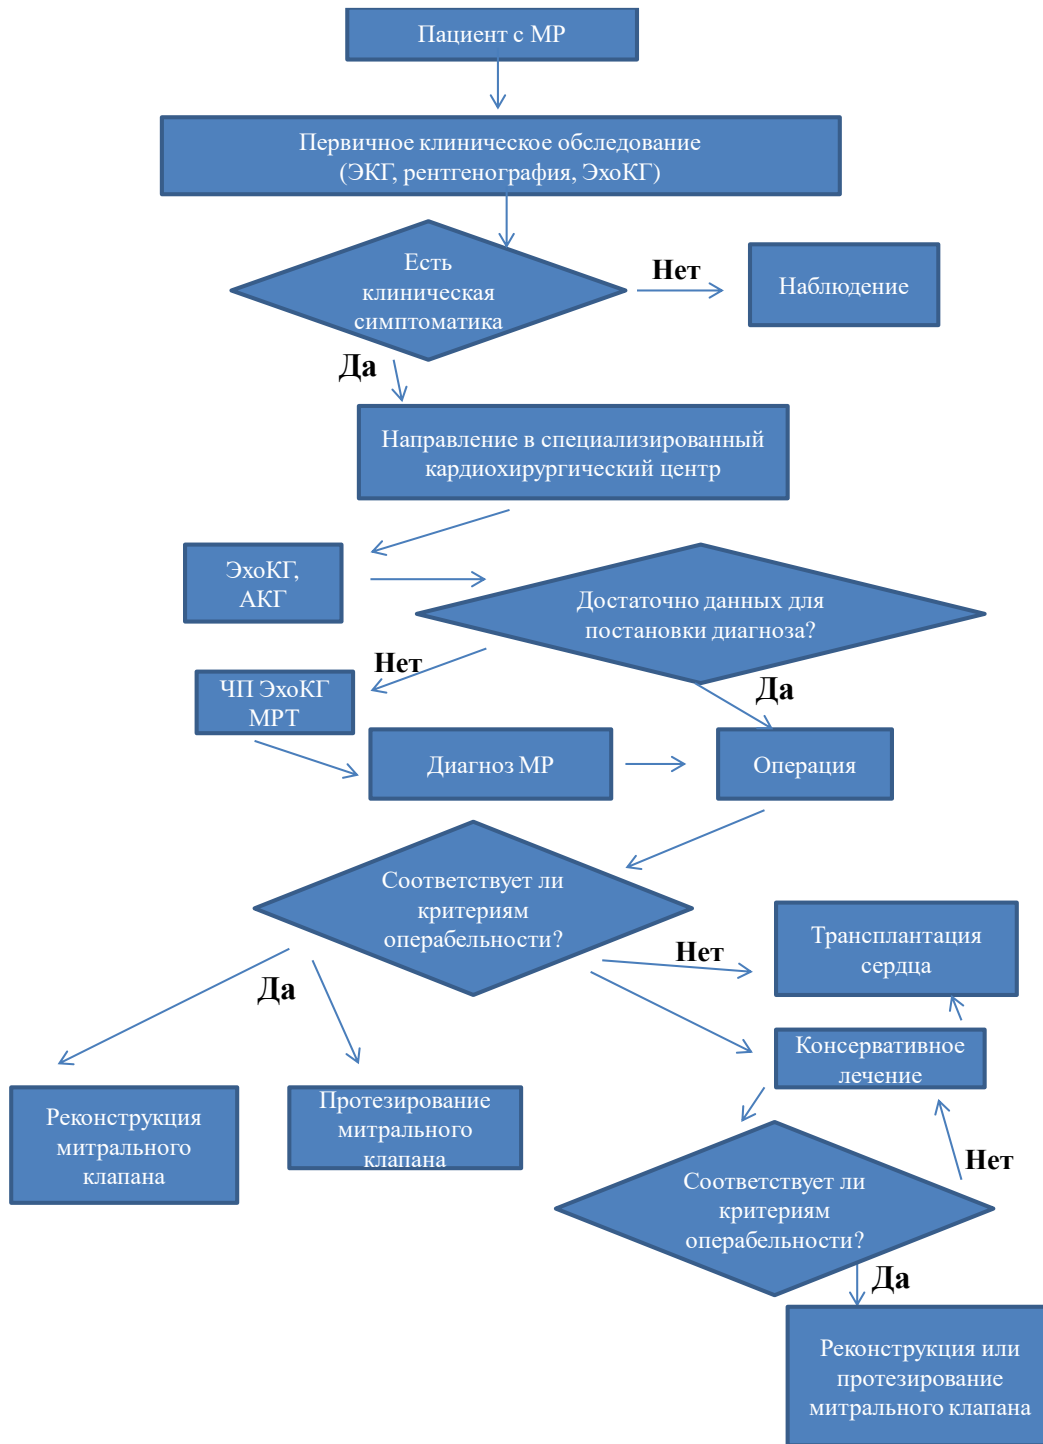 Пациент с МР
Первичное клиническое обследование
(ЭКГ, рентгенография, ЭхоКГ)
Есть
клиническая
симптоматика
Нет
Наблюдение
Да
Направление в специализированный
кардиохирургический центр
ЭхоКГ,
АКГ
Достаточно данных для
постановки диагноза?
Нет
Да
ЧП ЭхоКГ
МРТ
Диагноз МР
Операция
Соответствует ли
критериям
операбельности?
Нет
Трансплантация
сердца
Да
Консервативное
лечение
Реконструкция
митрального
клапана
Протезирование
митрального
клапана
Нет
Соответствует ли
критериям
операбельности?
Да
Реконструкция или
протезирование
митрального клапана